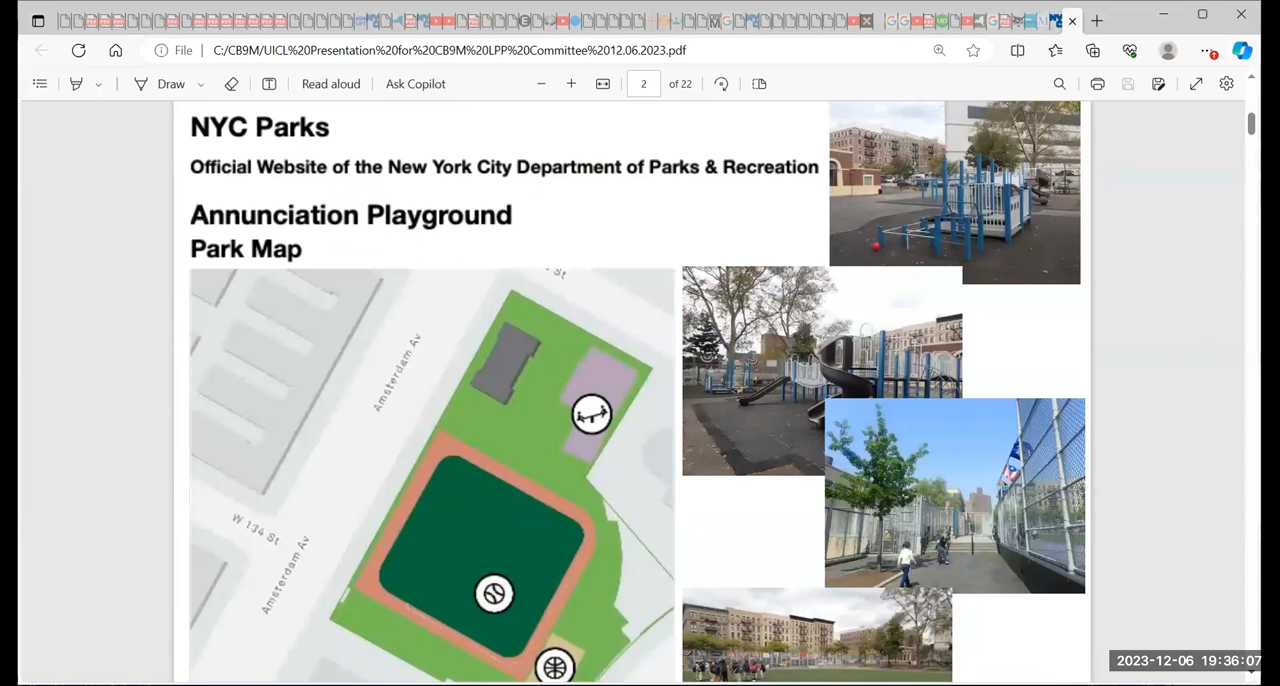 File
C:/CB9M/UICL%20Presentation%20for%20CB9M%20LPP%20Committee%2012.06.2023.pdf
Draw
Read aloud
Ask Copilot
2
of 22
NYC Parks
Official Website of the New York City Department of Parks & Recreation
Annunciation Playground
Park Map
St
Amsterdam Av
W 134 St
Amsterdam Av
2023-12-06 19:36:07